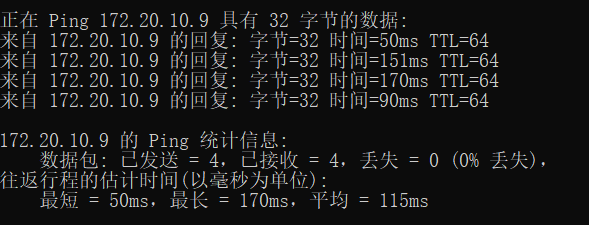 正在 Ping 172.20.10.9 具有 32 字节的数据:
来自 172.20.10.9 的回复: 字节=32 时间=50ms TTL=64
来自 172.20.10.9 的回复: 字节=32 时间=151ms TTL=64
来自 172.20.10.9 的回复: 字节=32 时间=170ms TTL=64
来自 172.20.10.9 的回复: 字节=32 时间=90ms TTL=64
172.20.10.9 的 Ping 统计信息:
数据包: 已发送 = 4，已接收 = 4，丢失 = 0 (0% 丢失)，
往返行程的估计时间(以毫秒为单位):
最短 = 50ms，最长 = 170ms，平均 = 115ms